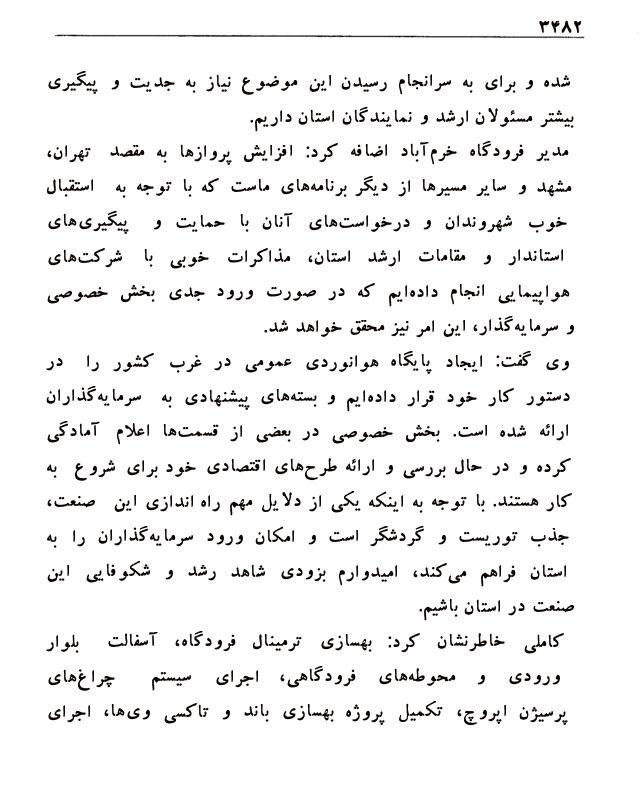 ۳۴۸۲
شده و برای به سرانجام رسیدن این موضوع نیاز به جدیت و پیگیری
بیشتر مسئولان ارشد و نمایندگان استان داریم.
مدیر فرودگاه خرم‌آباد اضافه کرد: افزایش پروازها به مقصد تهران،
مشهد و سایر مسیرها از دیگر برنامه‌های ماست که با توجه به استقبال
خوب شهروندان و درخواست‌های آنان با حمایت و پیگیری‌های
استاندار و مقامات ارشد استان، مذاکرات خوبی با شرکت‌های
هواپیمایی انجام داده‌ایم که در صورت ورود جدی بخش خصوصی
و سرمایه‌گذار، این امر نیز محقق خواهد شد.
وی گفت: ایجاد پایگاه هوانوردی عمومی در غرب کشور را در
دستور کار خود قرار داده‌ایم و بسته‌های پیشنهادی به سرمایه‌گذاران
ارائه شده است. بخش خصوصی در بعضی از قسمت‌ها اعلام آمادگی
کرده و در حال بررسی و ارائه طرح‌های اقتصادی خود برای شروع به
کار هستند. با توجه به اینکه یکی از دلایل مهم راه اندازی این صنعت،
جذب توریست و گردشگر است و امکان ورود سرمایه‌گذاران را به
استان فراهم می‌کند، امیدوارم بزودی شاهد رشد و شکوفایی این
صنعت در استان باشیم.
کاملی خاطرنشان کرد: بهسازی ترمینال فرودگاه، آسفالت بلوار
ورودی و محوطه‌های فرودگاهی، اجرای سیستم چراغ‌های
پرسیژن اپروچ، تکمیل پروژه بهسازی باند و تاکسی وی‌ها، اجرای